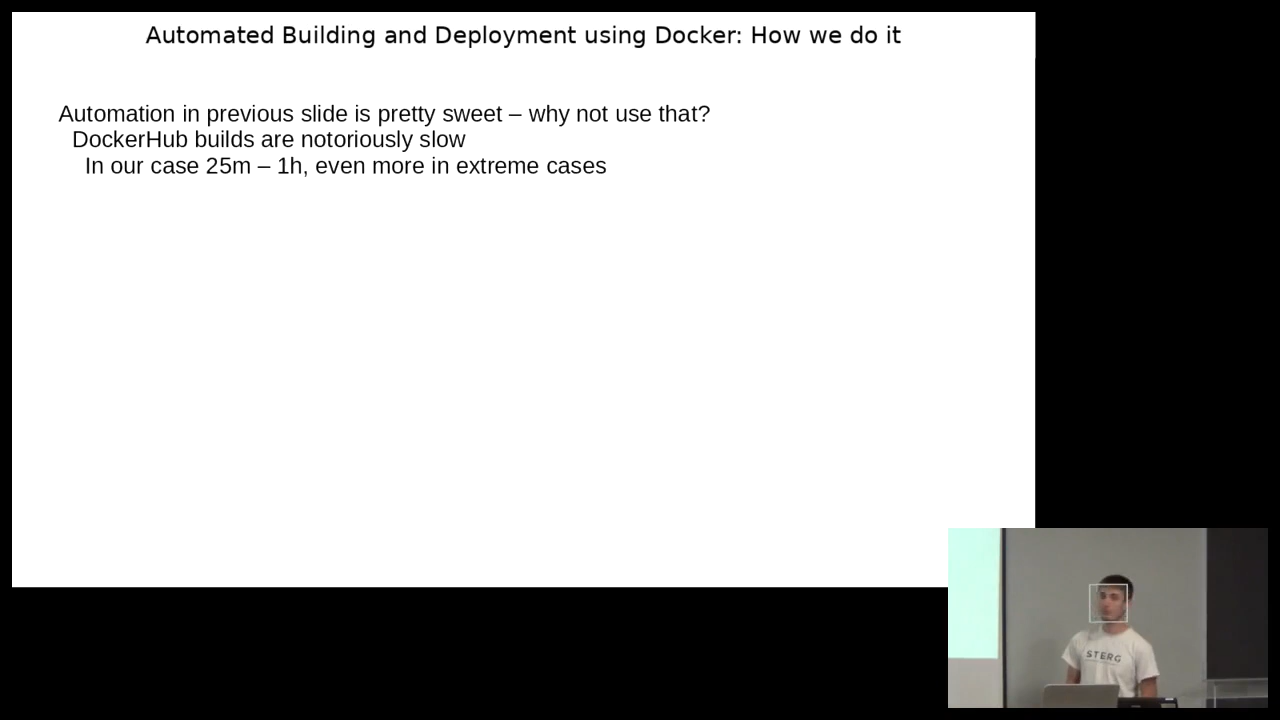 Automated Building and Deployment using Docker: How we do it
Automation in previous slide is pretty sweet – why not use that?
DockerHub builds are notoriously slow
In our case 25m – 1h, even more in extreme cases
STERG